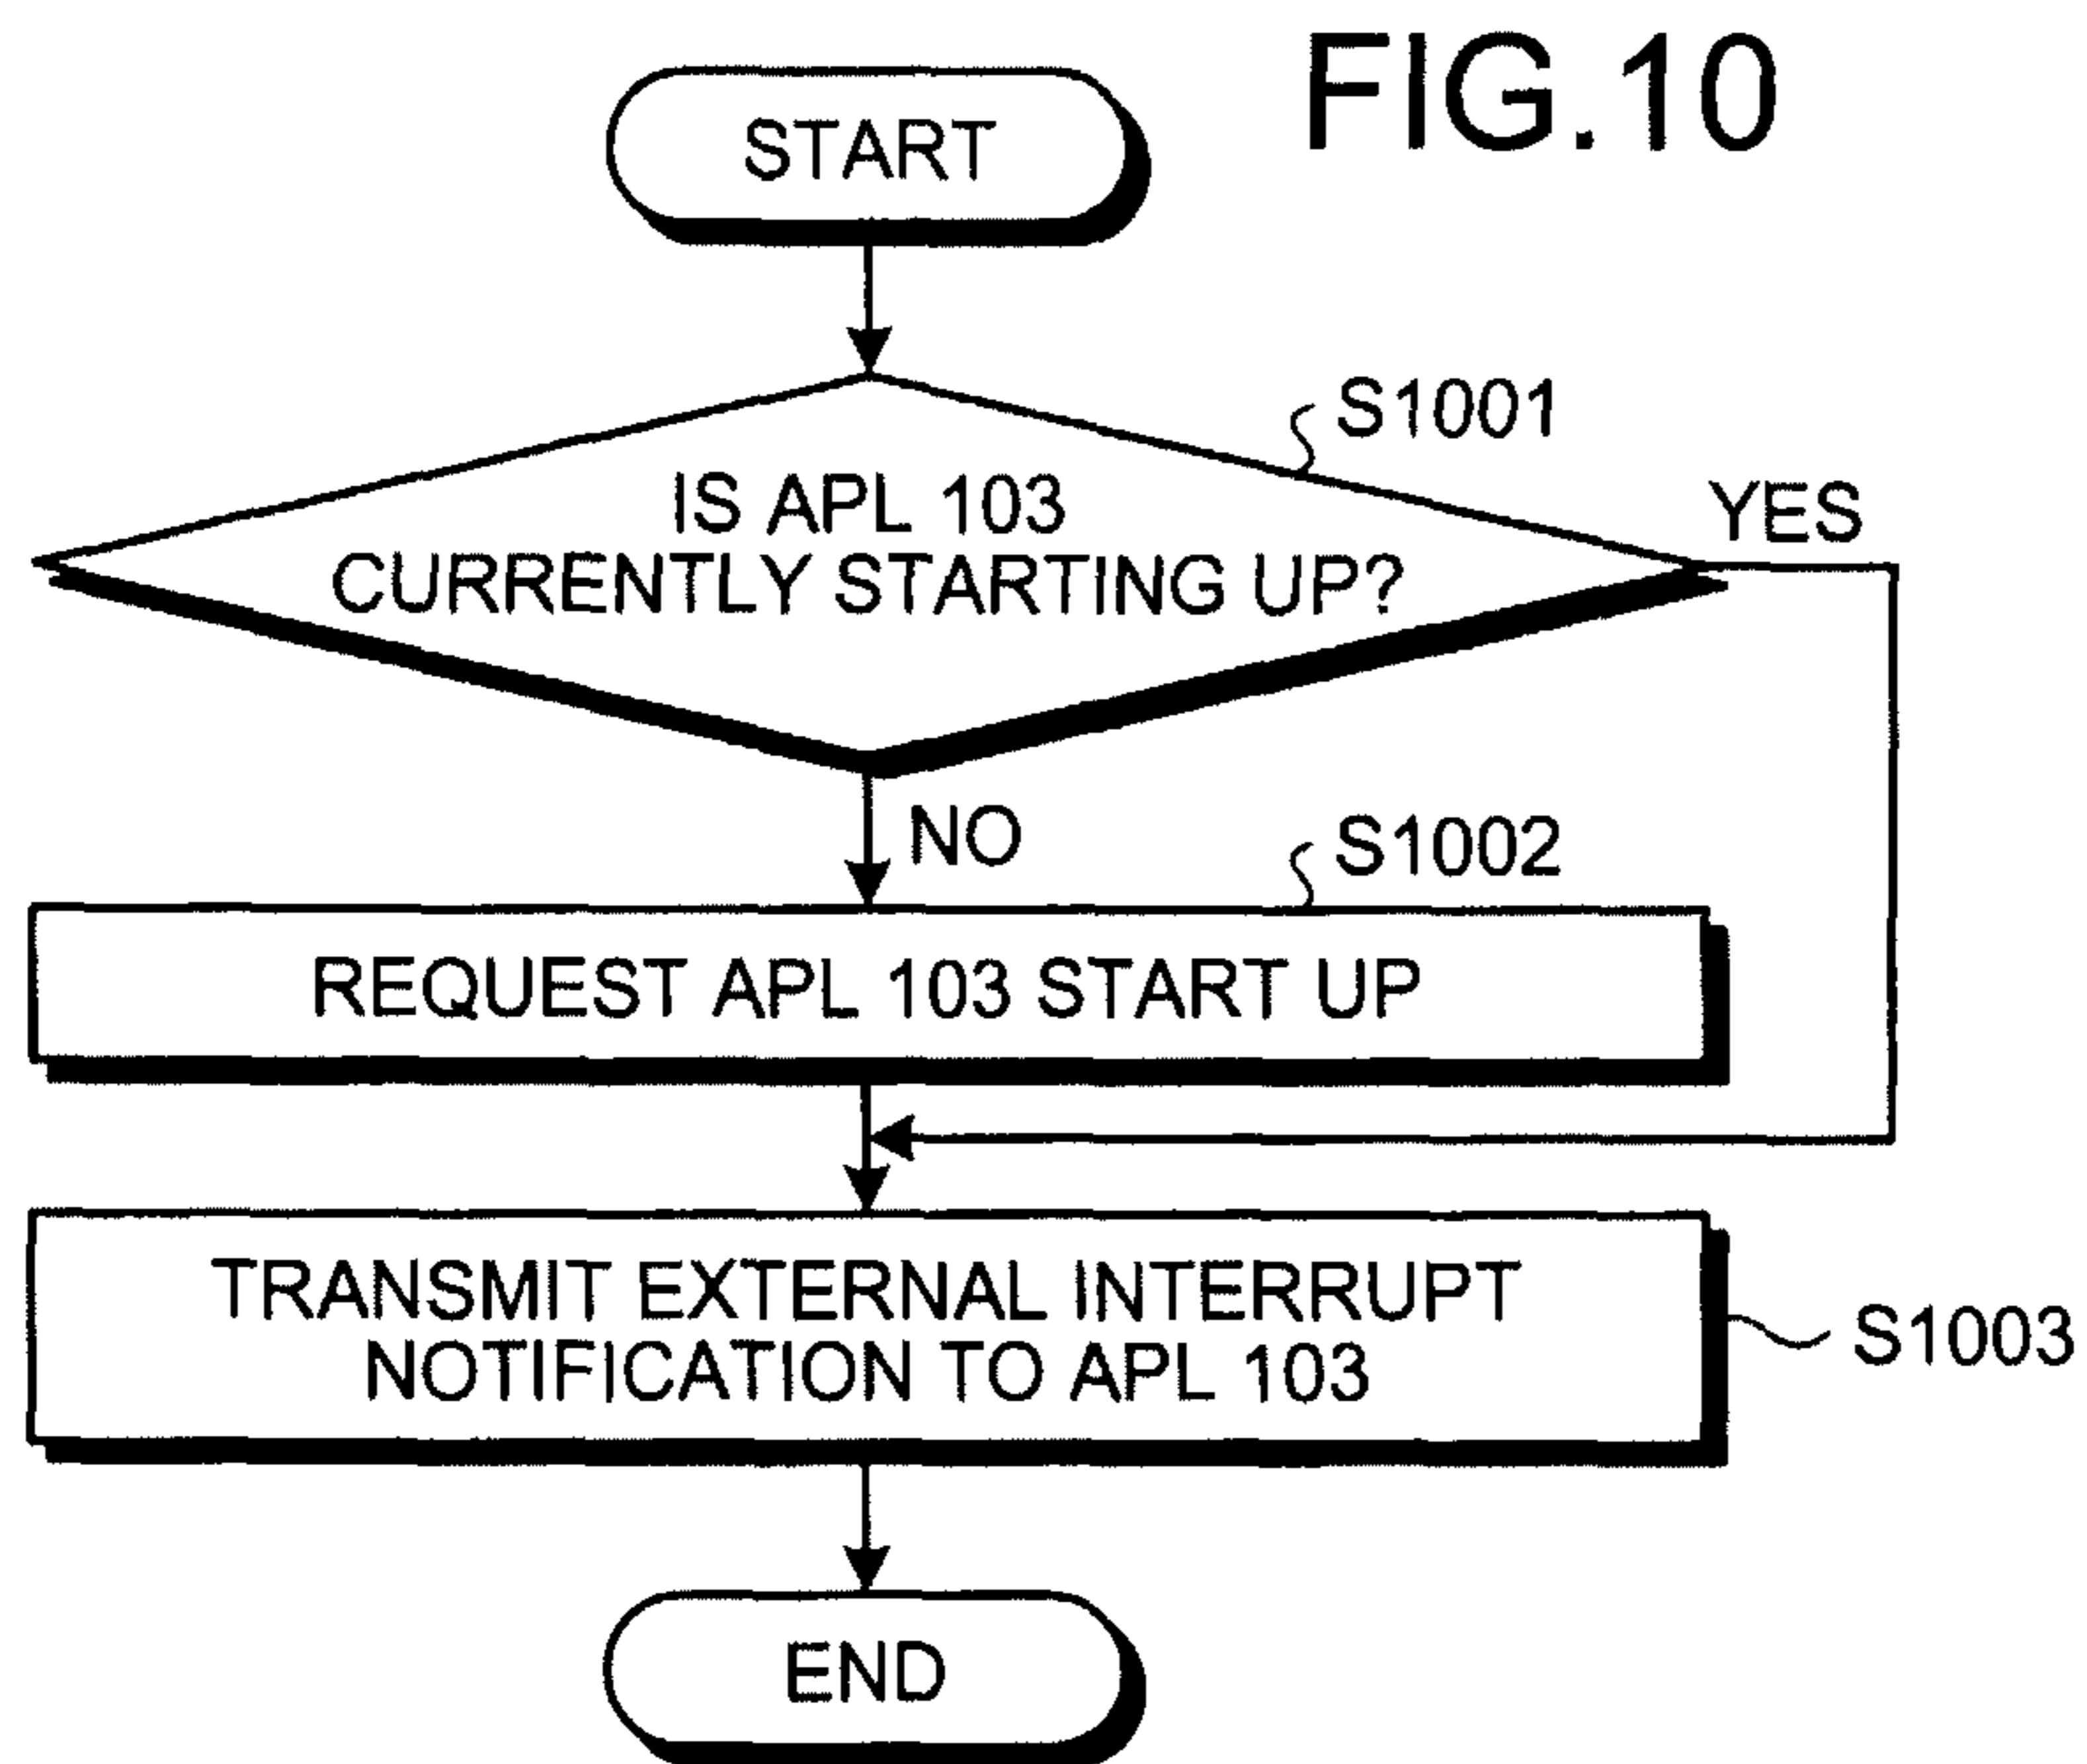 FIG.10
START
S1001
IS APL 103
CURRENTLY STARTING UP?
YES
NO
S1002
REQUEST APL 103 START UP
TRANSMIT EXTERNAL INTERRUPT
NOTIFICATION TO APL 103
S1003
END